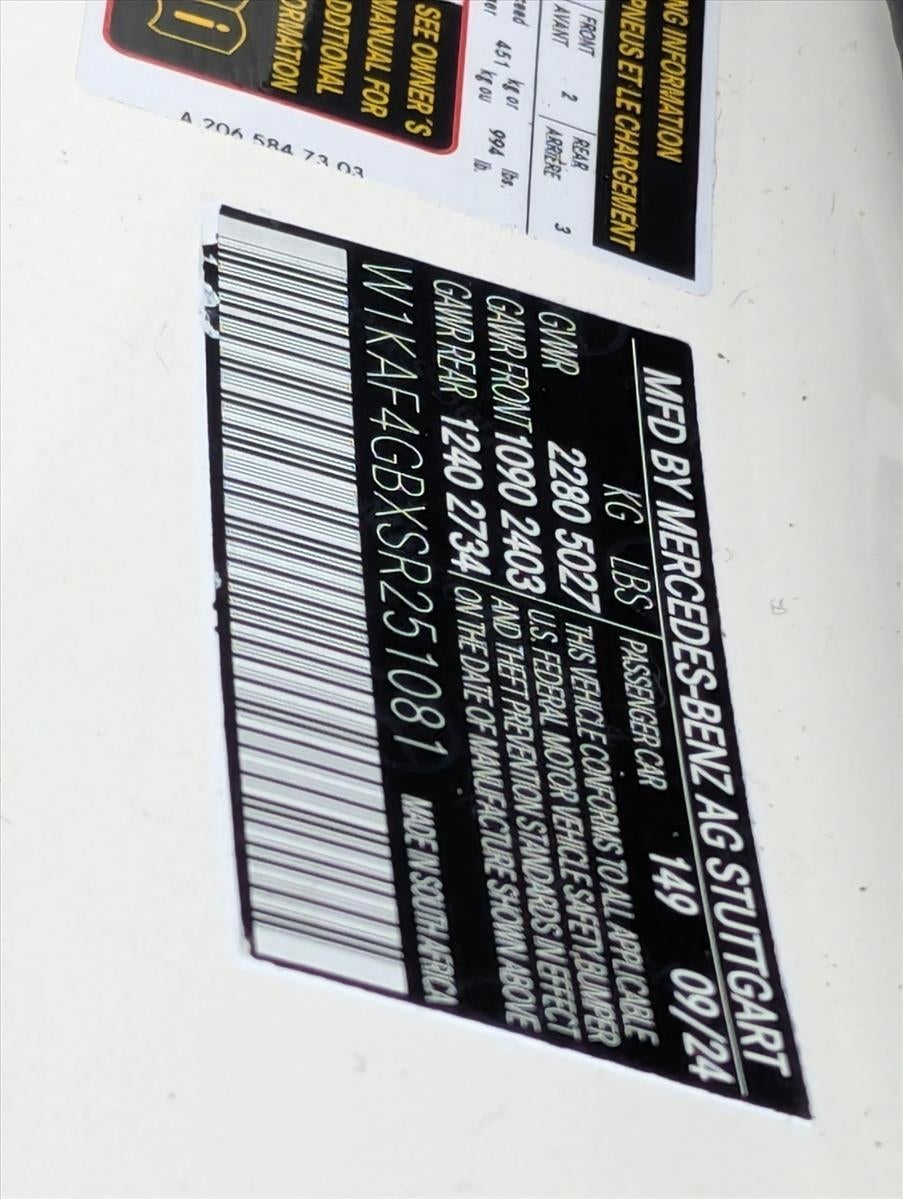 NG INFORMATION
PNEUS ET LE CHARGEMENT
FRONT 2 REAR 3
AVANT ARRIÈRE
451 kg or 994 lbs.
kg ou lb.
SEE OWNER'S
MANUAL FOR
ADDITIONAL
ORMATION
A 206 584 73 03
MFD BY MERCEDES-BENZ AG STUTTGART
KG LBS PASSENGER CAR 149 09/24
GVWR 2280 5027 THIS VEHICLE CONFORMS TO ALL APPLICABLE
GAWR FRONT 1090 2403 U.S. FEDERAL MOTOR VEHICLE SAFETY, BUMPER
GAWR REAR 1240 2734 AND THEFT PREVENTION STANDARDS IN EFFECT
ON THE DATE OF MANUFACTURE SHOWN ABOVE
W1KAF4GBXSR251081 MADE IN SOUTH AFRICA